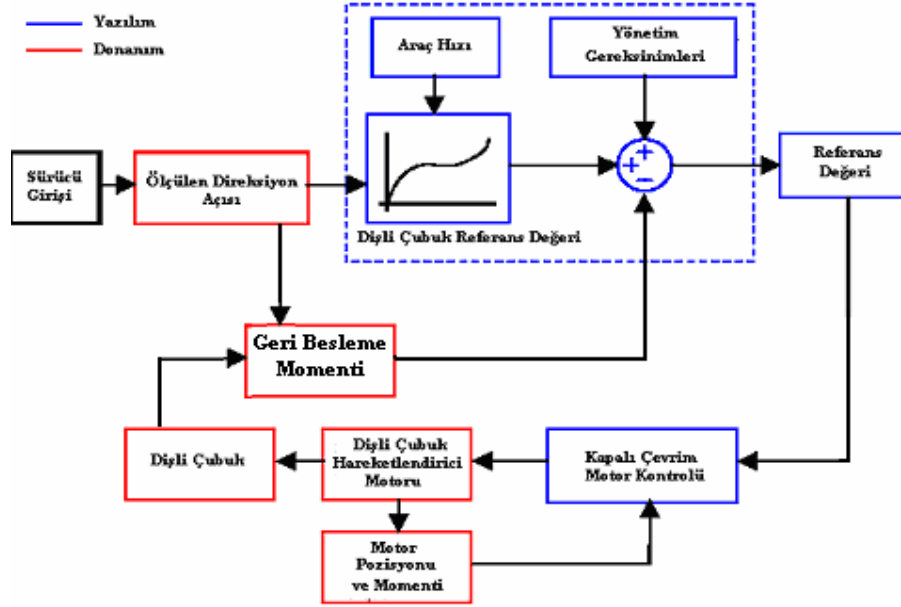 Yazılım
Donanım
Araç Hızı
Yönetim
Gereksinimleri
Sürücü
Girişi
Ölçülen Direksiyon
Açısı
+
+
−
Referans
Değeri
Dişli Çubuk Referans Değeri
Geri Besleme
Momenti
Dişli Çubuk
Dişli Çubuk
Hareketlendirici
Motoru
Kapalı Çevrim
Motor Kontrolü
Motor
Pozisyonu
ve Momenti